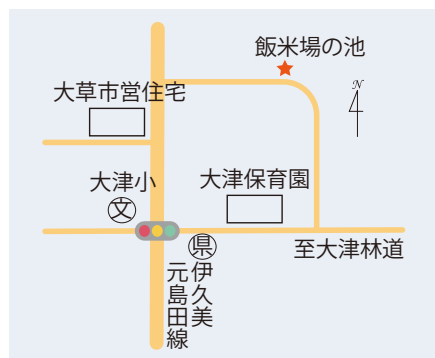 飯米場の池
N
大草市営住宅
大津小
文
大津保育園
県
至大津林道
伊久美
元島田線